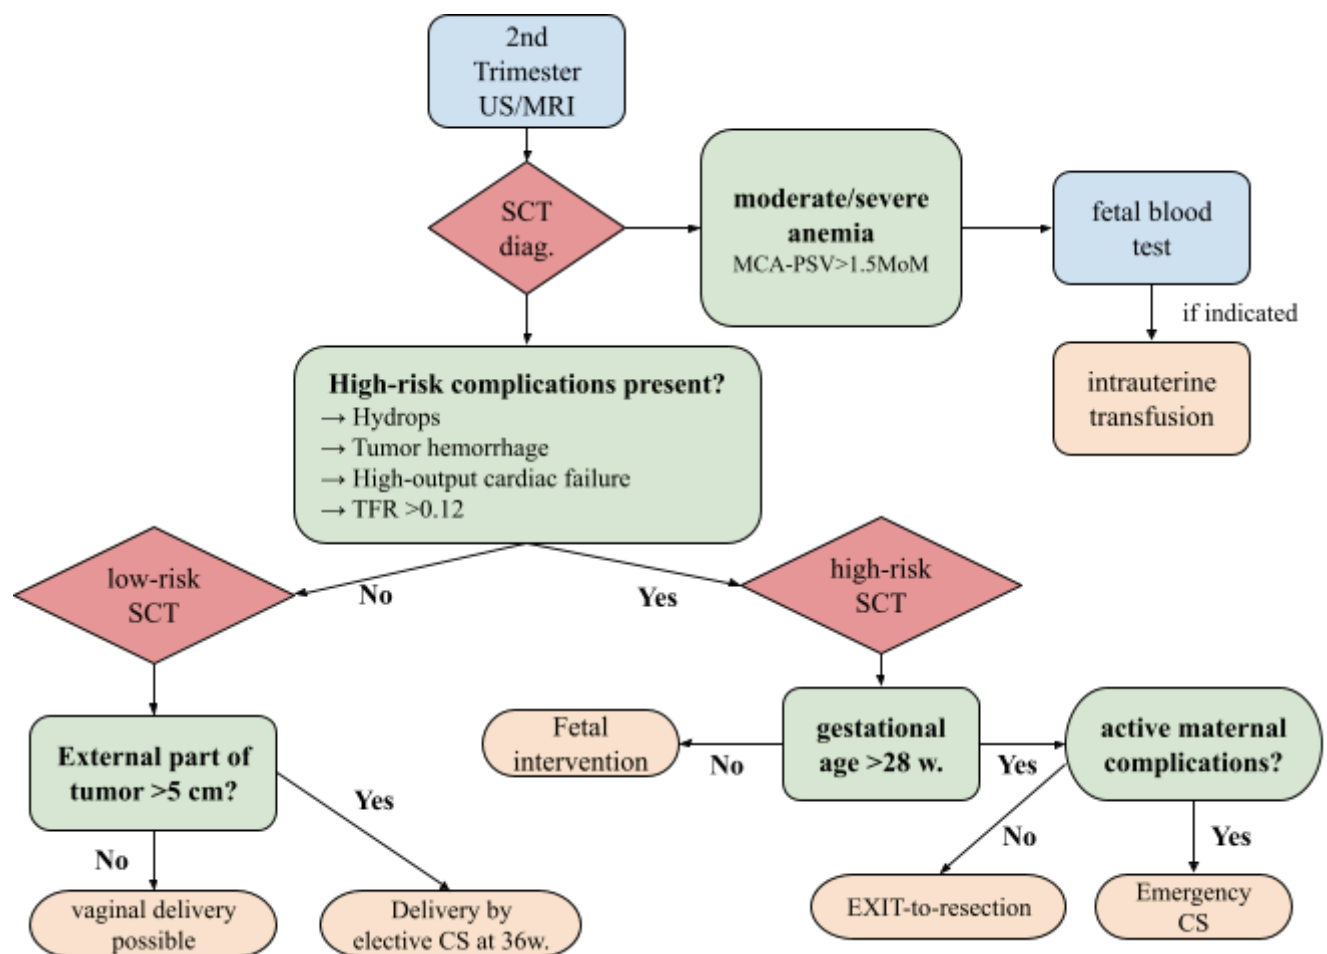 2nd
Trimester
US/MRI
SCT
diag.
moderate/severe
anemia
MCA-PSV>1.5MoM
fetal blood
test
if indicated
intrauterine
transfusion
High-risk complications present?
→ Hydrops
→ Tumor hemorrhage
→ High-output cardiac failure
→ TFR >0.12
No
Yes
low-risk
SCT
high-risk
SCT
External part of
tumor >5 cm?
No
Yes
vaginal delivery
possible
Delivery by
elective CS at 36w.
gestational
age >28 w.
No
Yes
Fetal
intervention
active maternal
complications?
No
Yes
EXIT-to-resection
Emergency
CS